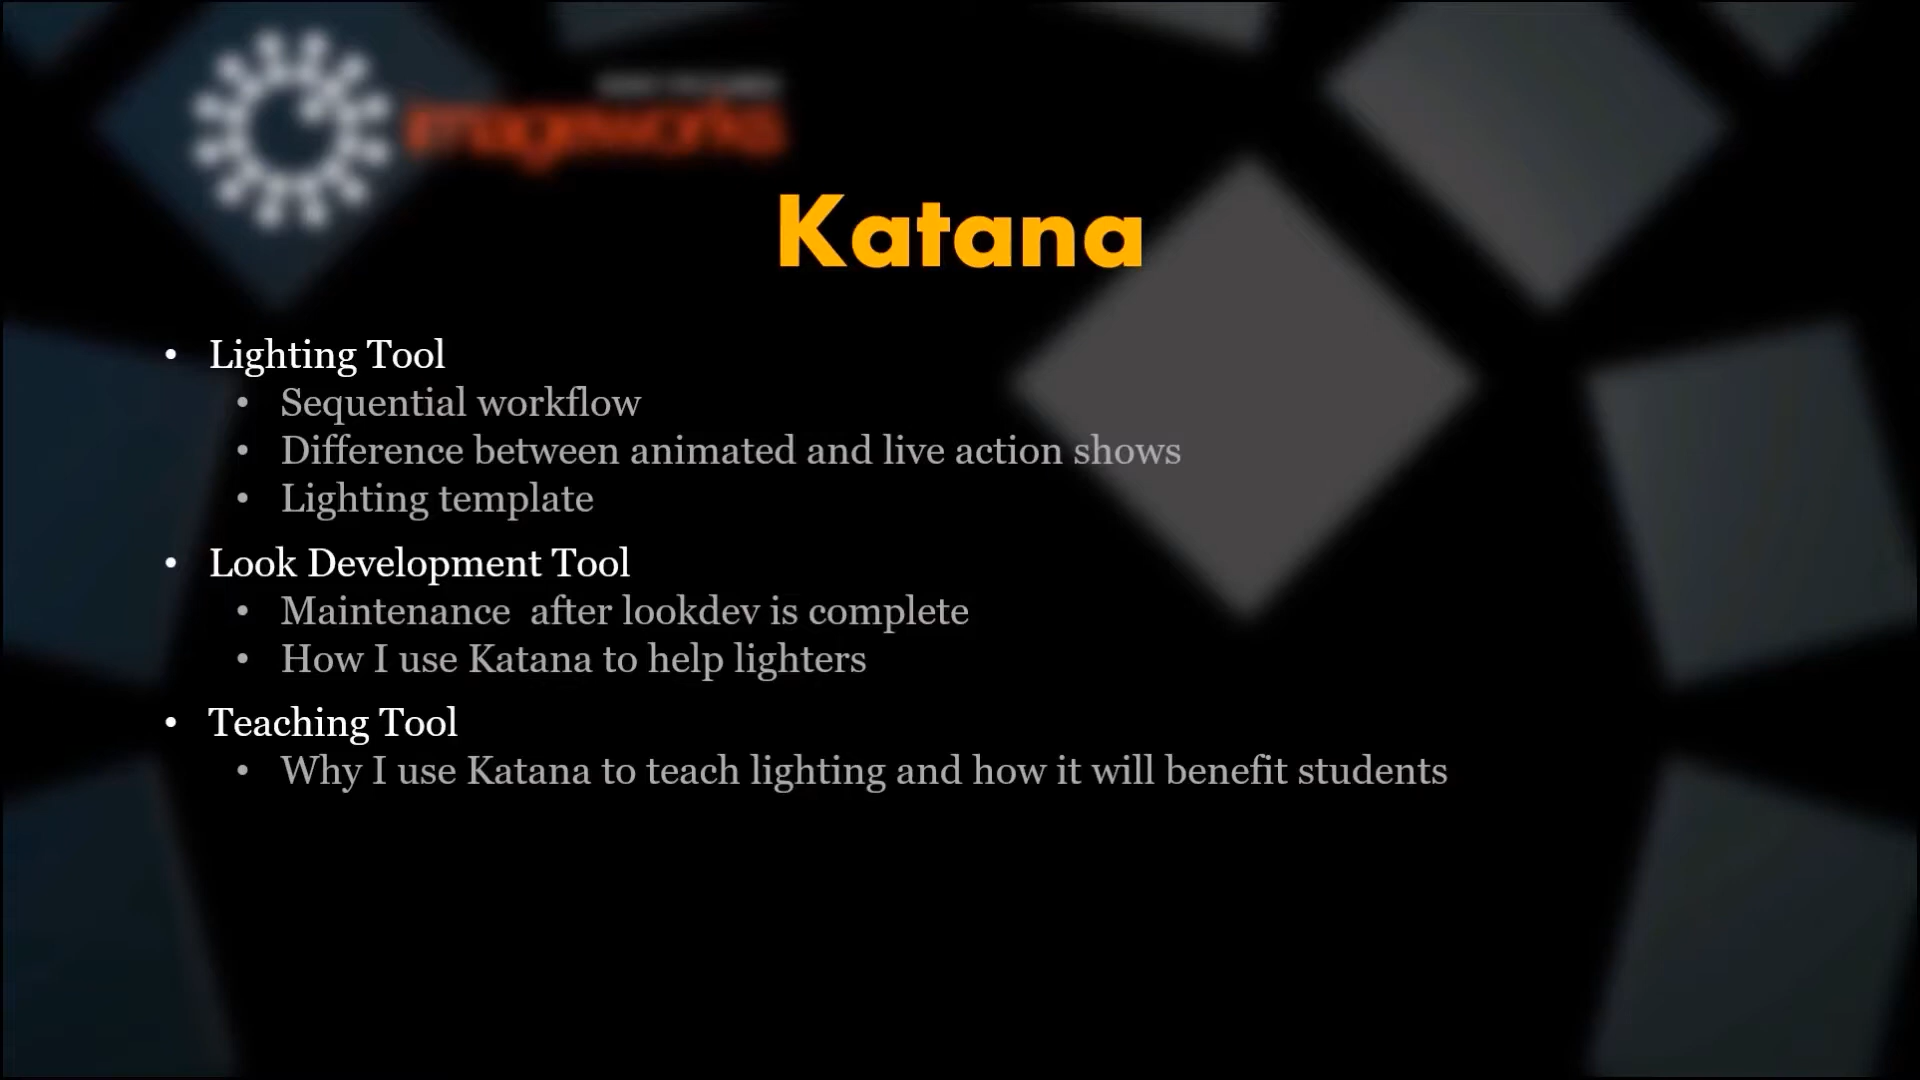 imageworks
Katana
• Lighting Tool
• Sequential workflow
• Difference between animated and live action shows
• Lighting template
• Look Development Tool
• Maintenance  after lookdev is complete
• How I use Katana to help lighters
• Teaching Tool
• Why I use Katana to teach lighting and how it will benefit students